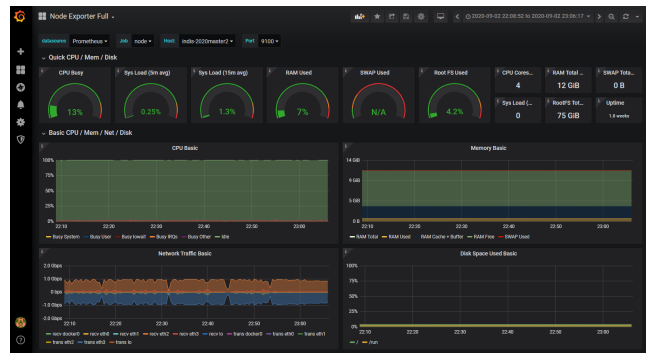 Node Exporter Full
2020-09-02 22:08:52 to 2020-09-02 23:06:17
datasource Prometheus Job node Host indis-2020master2 Port 9100
Quick CPU / Mem / Disk
CPU Busy
13%
Sys Load (5m avg)
0.25%
Sys Load (15m avg)
1.3%
RAM Used
7%
SWAP Used
N/A
Root FS Used
4.2%
CPU Cores...
4
RAM Total ...
12 GiB
SWAP Tota...
0 B
Sys Load (...
0
RootFS Tot...
75 GiB
Uptime
1.8 weeks
Basic CPU / Mem / Net / Disk
CPU Basic
100%
75%
50%
25%
0%
22:10 22:20 22:30 22:40 22:50 23:00
Busy System Busy User Busy Iowait Busy IRQs Busy Other Idle
Memory Basic
14 GiB
9 GiB
5 GiB
0 B
22:10 22:20 22:30 22:40 22:50 23:00
RAM Total RAM Used RAM Cache + Buffer RAM Free SWAP Used
Network Traffic Basic
2.0 Gbps
1.0 Gbps
0 bps
-1.0 Gbps
-2.0 Gbps
22:10 22:20 22:30 22:40 22:50 23:00
recv docker0 recv eth0 recv eth1 recv eth2 recv eth3 recv lo trans docker0 trans eth0 trans eth1
trans eth2 trans eth3 trans lo
Disk Space Used Basic
100%
75%
50%
25%
0%
22:10 22:20 22:30 22:40 22:50 23:00
/ /run